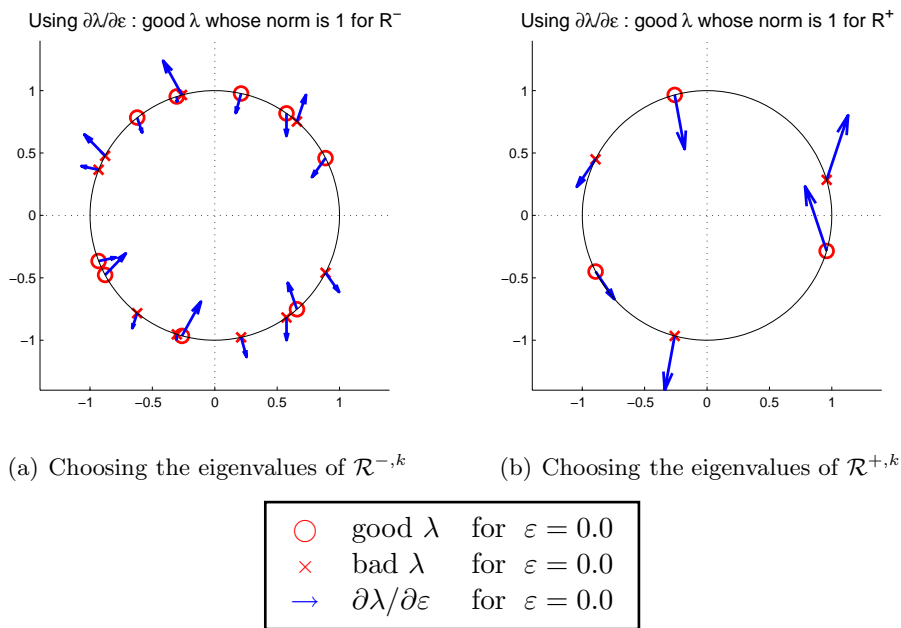 Using ∂λ/∂ε : good λ whose norm is 1 for R⁻
1
0.5
0
−0.5
−1
−1 −0.5 0 0.5 1
(a) Choosing the eigenvalues of ℛ⁻,ᵏ
Using ∂λ/∂ε : good λ whose norm is 1 for R⁺
1
0.5
0
−0.5
−1
−1 −0.5 0 0.5 1
(b) Choosing the eigenvalues of ℛ⁺,ᵏ
good λ for ε = 0.0
bad λ for ε = 0.0
∂λ/∂ε for ε = 0.0